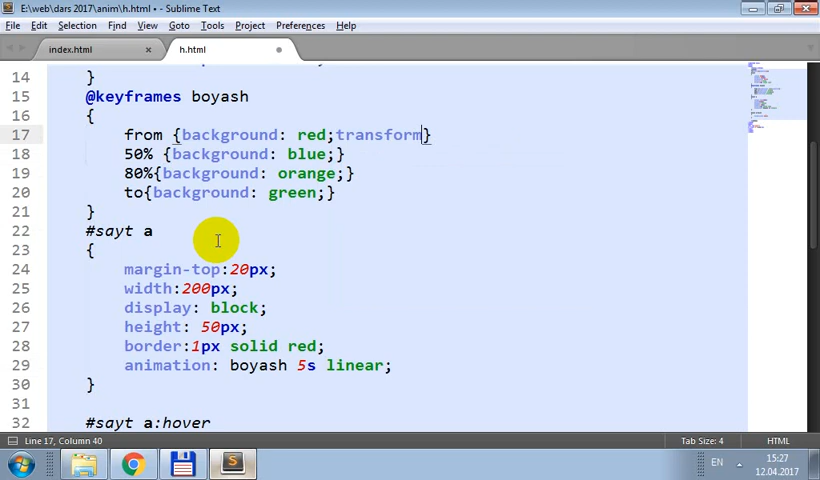 E:\web\dars 2017\anim\h.html • - Sublime Text
File Edit Selection Find View Goto Tools Project Preferences Help
index.html h.html
14 }
15 @keyframes boyash
16 {
17 from {background: red;transform}
18 50% {background: blue;}
19 80%{background: orange;}
20 to{background: green;}
21 }
22 #sayt a
23 {
24 margin-top:20px;
25 width:200px;
26 display: block;
27 height: 50px;
28 border:1px solid red;
29 animation: boyash 5s linear;
30 }
31
32 #sayt a:hover
Line 17, Column 40 Tab Size: 4 HTML
EN 15:27
12.04.2017